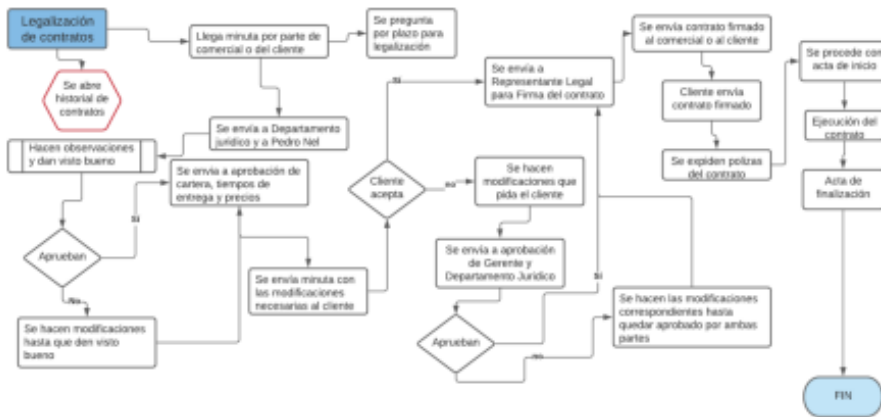 Legalización
de contratos
Se abre
historial de
contratos
Llega minuta por parte de
comercial o del cliente
Se pregunta
por plazo para
legalización
Se envía a Departamento
juridico y a Pedro Nel
Hacen observaciones
y dan visto bueno
Se envia a aprobación de
cartera, tiempos de
entrega y precios
Si
Aprueban
No
Se hacen modificaciones
hasta que den visto
bueno
Se envía minuta con
las modificaciones
necesarias al cliente
Cliente
acepta
Si
no
Se envía a
Representante Legal
para Firma del contrato
Se hacen
modificaciones que
pida el cliente
Se envía a aprobación
de Gerente y
Departamento Juridico
Aprueban
Si
no
Se hacen las modificaciones
correspondientes hasta
quedar aprobado por ambas
partes
Se envía contrato firmado
al comercial o al cliente
Cliente envía
contrato firmado
Se expiden polizas
del contrato
Se procede con
acta de inicio
Ejecución del
contrato
Acta de
finalización
FIN